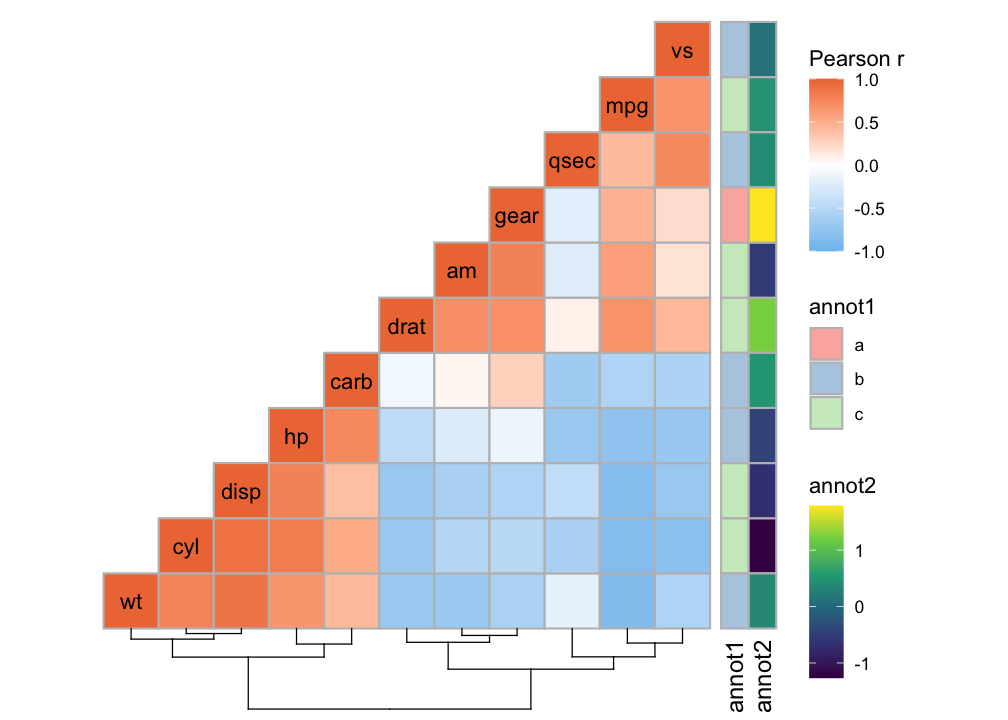 vs
mpg
qsec
gear
am
drat
carb
hp
disp
cyl
wt
annot1
annot2
Pearson r
1.0
0.5
0.0
-0.5
-1.0
annot1
a
b
c
annot2
1
0
-1